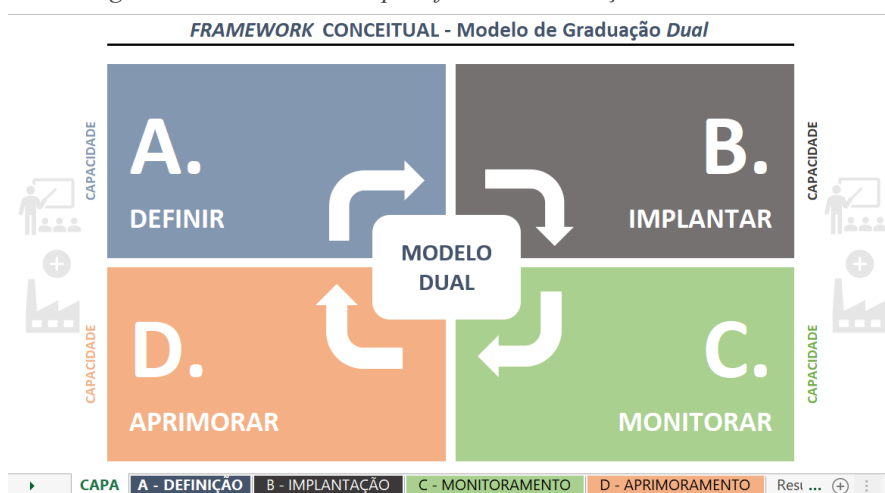 FRAMEWORK CONCEITUAL - Modelo de Graduação Dual
CAPACIDADE
A.
DEFINIR
B.
IMPLANTAR
CAPACIDADE
MODELO
DUAL
CAPACIDADE
D.
APRIMORAR
C.
MONITORAR
CAPACIDADE
CAPA A - DEFINIÇÃO B - IMPLANTAÇÃO C - MONITORAMENTO D - APRIMORAMENTO Resu ...